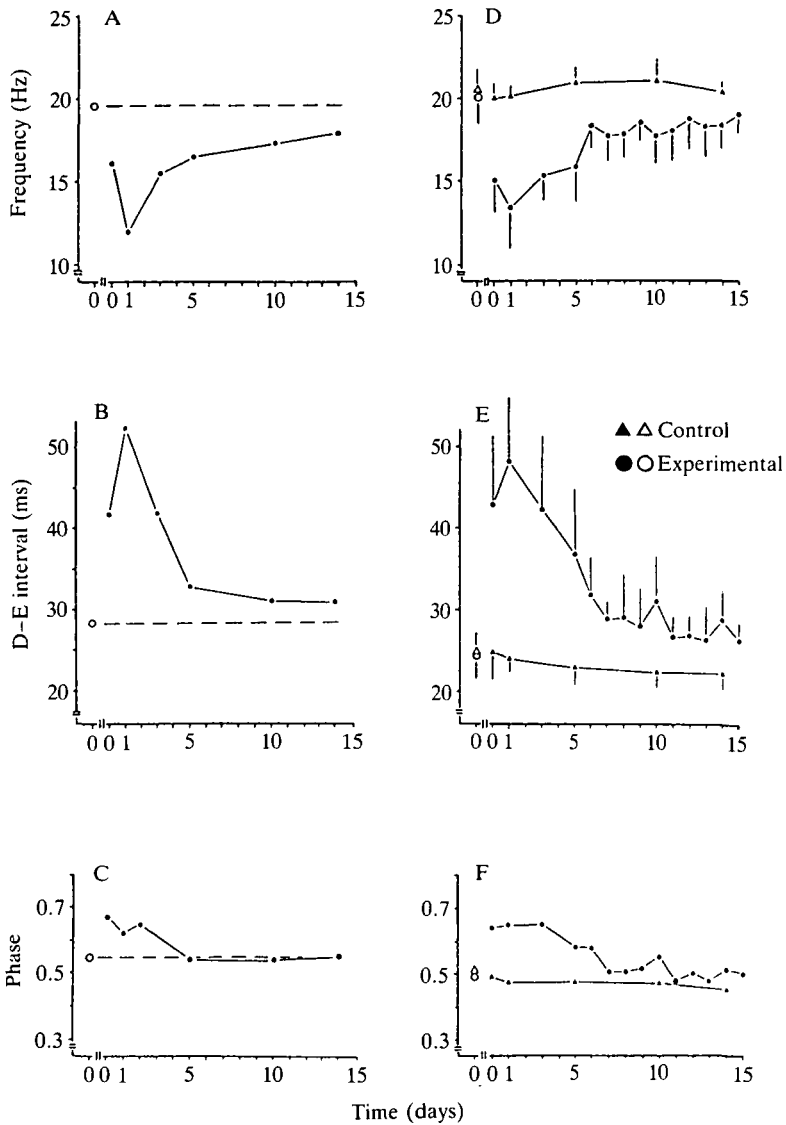 A
Frequency (Hz)
25
20
15
10
0 0 1 5 10 15
D
25
20
15
10
0 0 1 5 10 15
B
D–E interval (ms)
50
40
30
20
0 0 1 5 10 15
E
50
40
30
20
▲ △ Control
● ○ Experimental
0 0 1 5 10 15
C
Phase
0.7
0.5
0.3
0 0 1 5 10 15
F
0.7
0.5
0.3
0 0 1 5 10 15
Time (days)